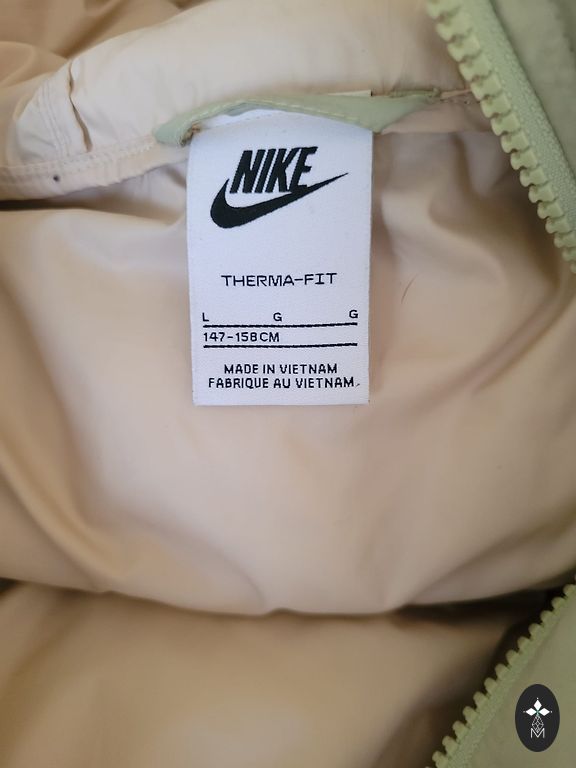 NIKE
THERMA-FIT
L G G
147-158CM
MADE IN VIETNAM
FABRIQUE AU VIETNAM
M